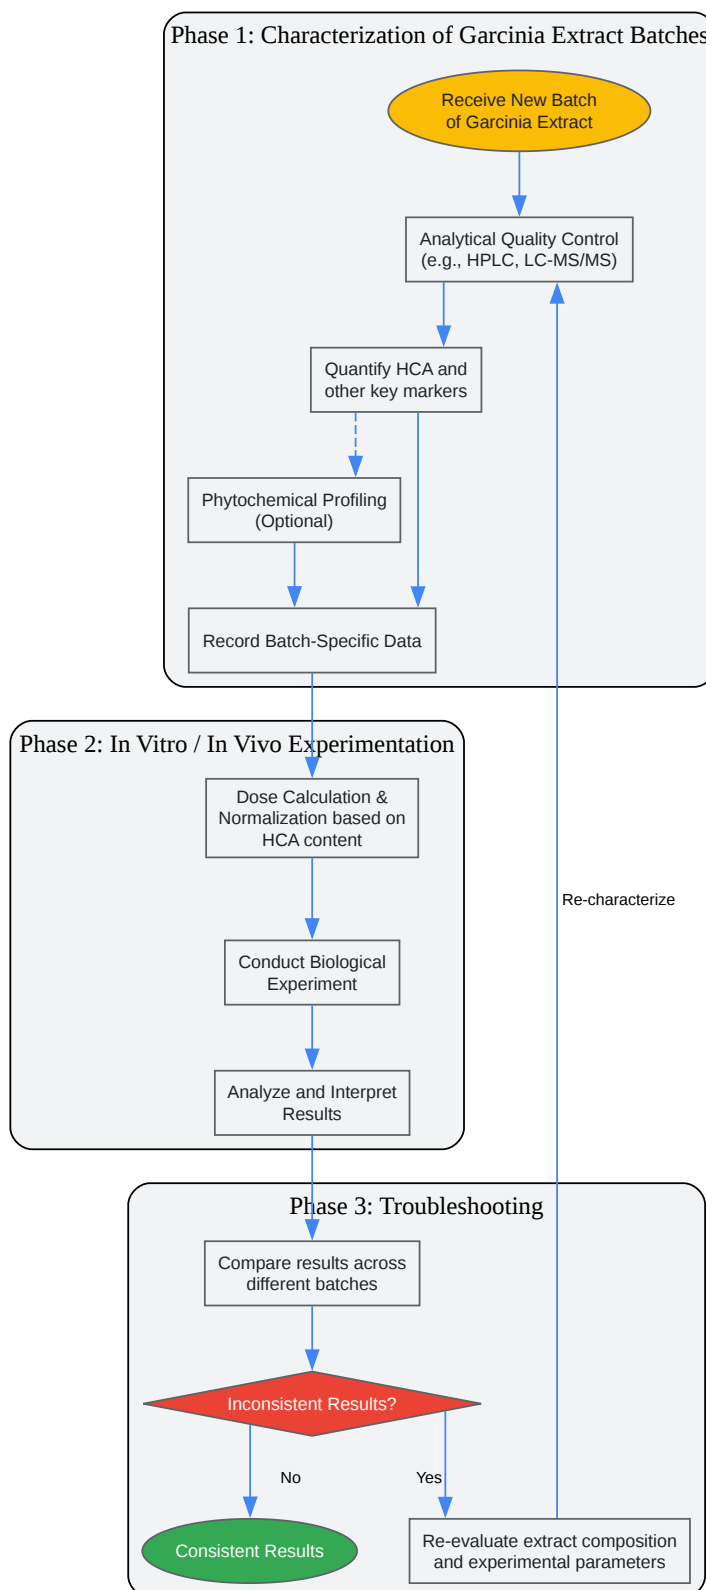 Phase 1: Characterization of Garcinia Extract Batches
Receive New Batch
of Garcinia Extract
Analytical Quality Control
(e.g., HPLC, LC-MS/MS)
Quantify HCA and
other key markers
Phytochemical Profiling
(Optional)
Record Batch-Specific Data
Phase 2: In Vitro / In Vivo Experimentation
Dose Calculation &
Normalization based on
HCA content
Re-characterize
Conduct Biological
Experiment
Analyze and Interpret
Results
Phase 3: Troubleshooting
Compare results across
different batches
Inconsistent Results?
No
Yes
Consistent Results
Re-evaluate extract composition
and experimental parameters